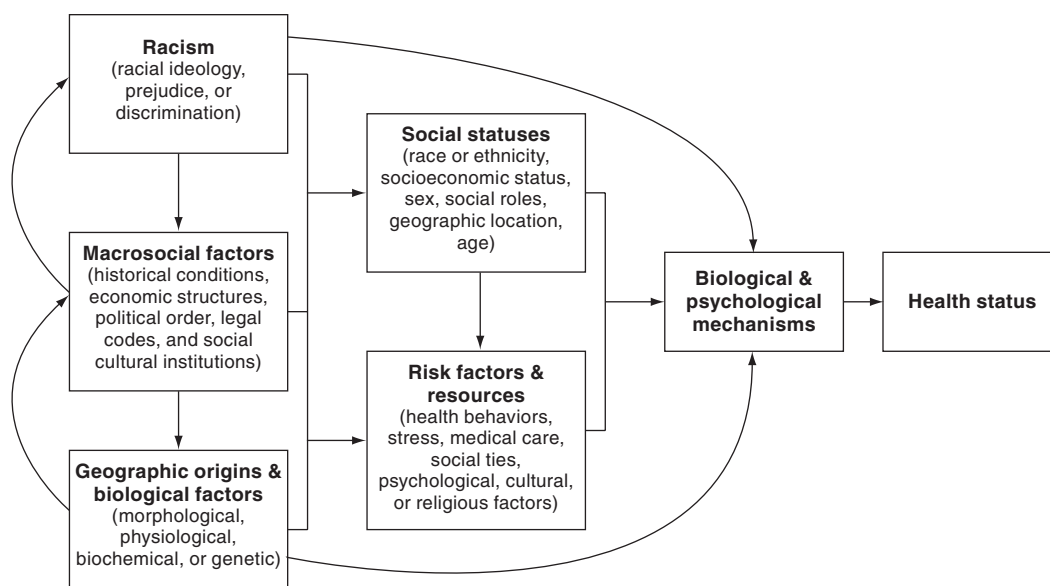 Racism
(racial ideology,
prejudice, or
discrimination)
Macrosocial factors
(historical conditions,
economic structures,
political order, legal
codes, and social
cultural institutions)
Geographic origins &
biological factors
(morphological,
physiological,
biochemical, or genetic)
Social statuses
(race or ethnicity,
socioeconomic status,
sex, social roles,
geographic location,
age)
Risk factors &
resources
(health behaviors,
stress, medical care,
social ties,
psychological, cultural,
or religious factors)
Biological &
psychological
mechanisms
Health status